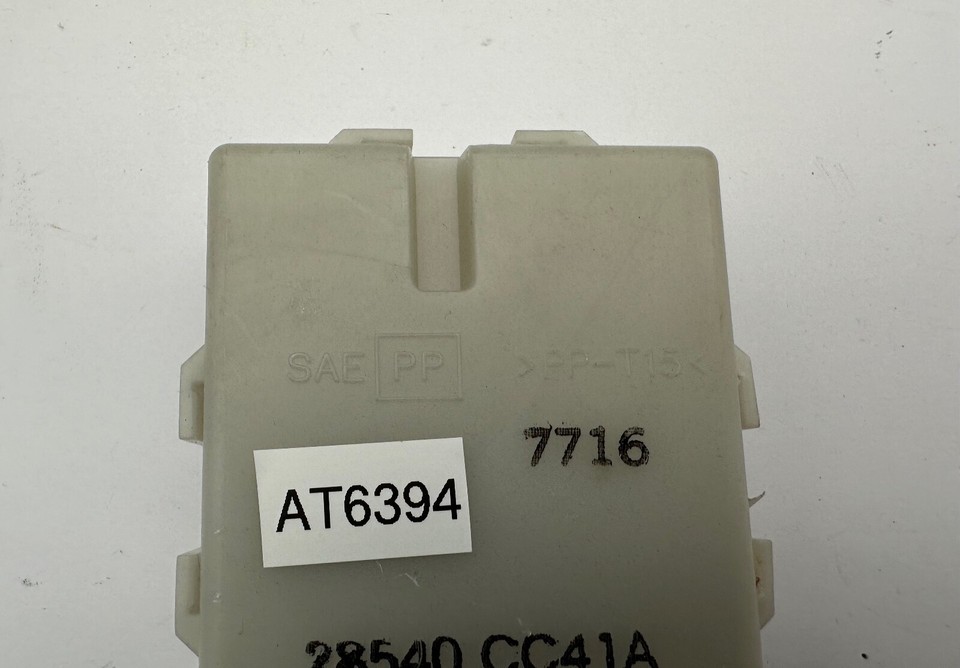 SAE PP >PP-T15<
7716
AT6394
28540 CC41A